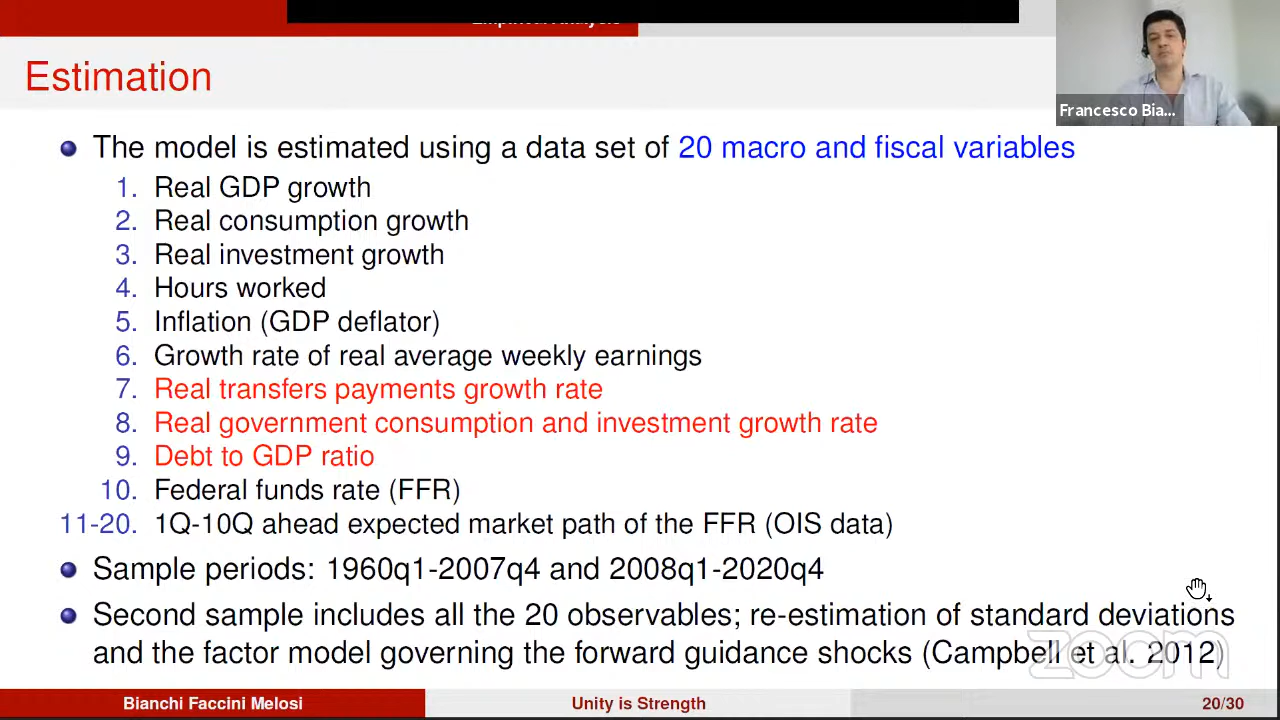 Empirical Analysis
Estimation
Francesco Bia...
The model is estimated using a data set of 20 macro and fiscal variables
1. Real GDP growth
2. Real consumption growth
3. Real investment growth
4. Hours worked
5. Inflation (GDP deflator)
6. Growth rate of real average weekly earnings
7. Real transfers payments growth rate
8. Real government consumption and investment growth rate
9. Debt to GDP ratio
10. Federal funds rate (FFR)
11-20. 1Q-10Q ahead expected market path of the FFR (OIS data)
Sample periods: 1960q1-2007q4 and 2008q1-2020q4
Second sample includes all the 20 observables; re-estimation of standard deviations
and the factor model governing the forward guidance shocks (Campbell et al. 2012)
zoom
Bianchi Faccini Melosi
Unity is Strength
20/30